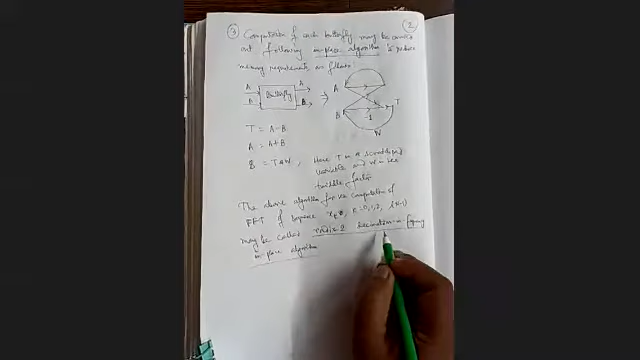 (2)
(3) Computation of each butterfly may be carried
out following in-place algorithm to reduce
memory requirements as follows:
A A
A Butterfly B ⇒ A T
B -1
W
T = A-B
A = A+B
B = T*W, Here T is a scratchpad
variable and W is the
twiddle factor
The above algorithm for the computation of
FFT of sequence
may be called radix-2 decimation-in-frequency
in place algorithm